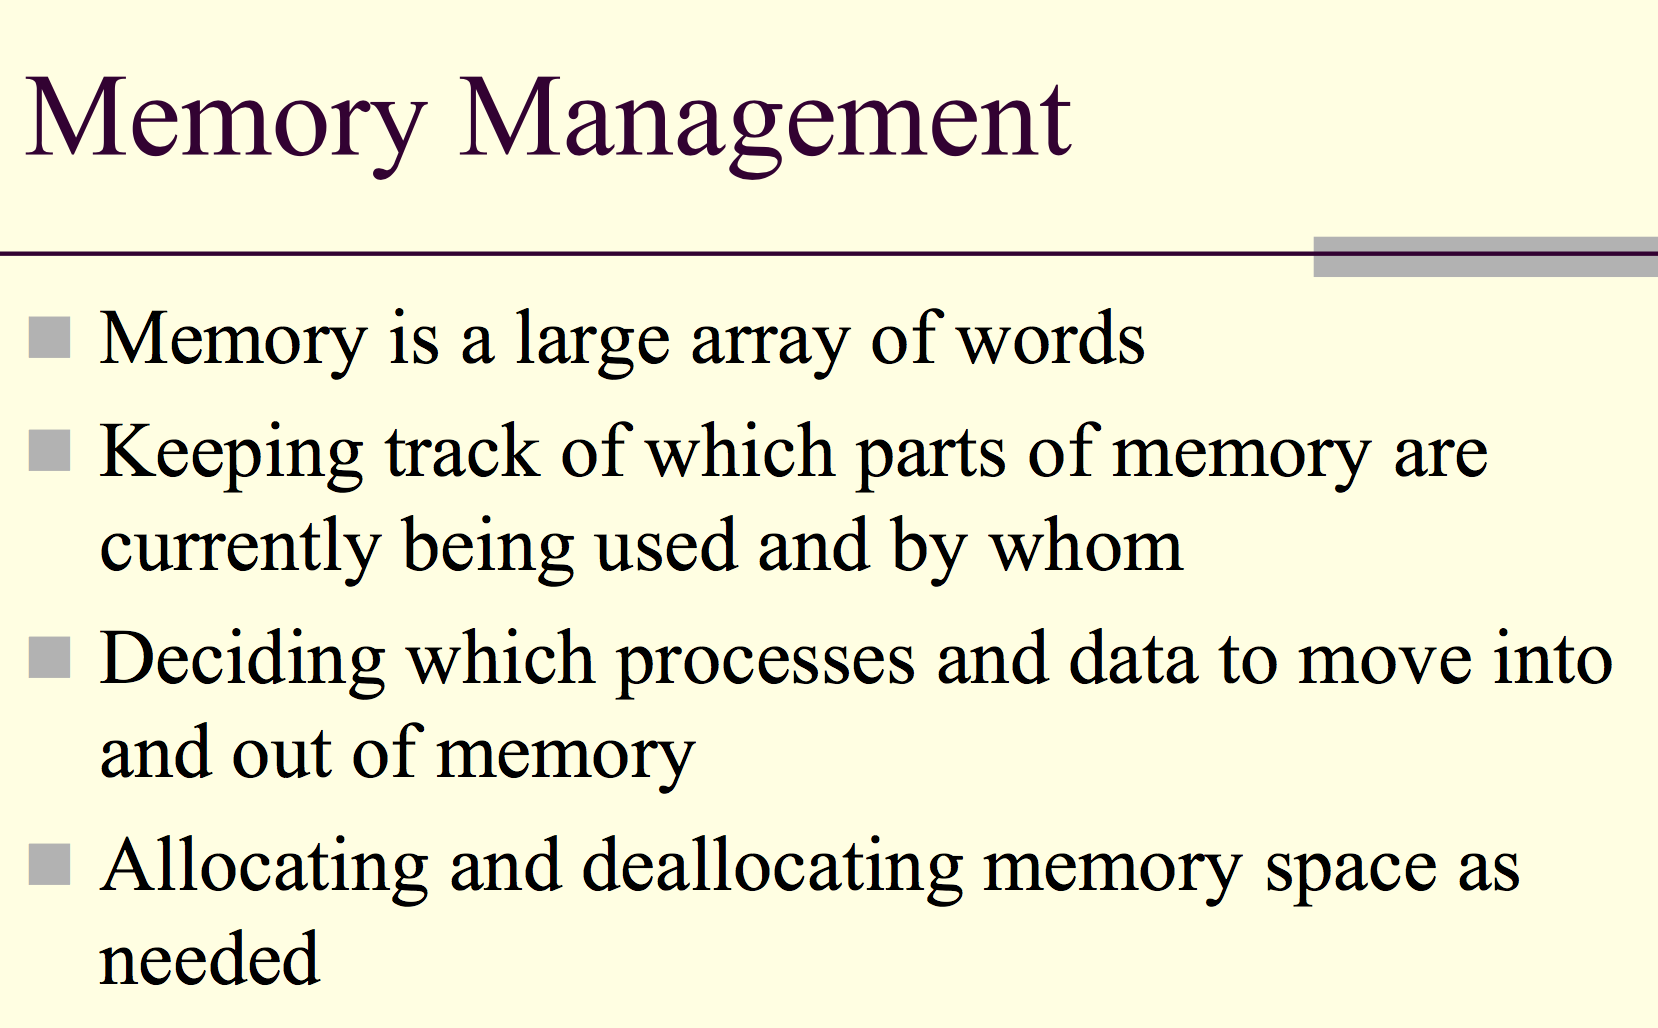 Memory Management
Memory is a large array of words
Keeping track of which parts of memory are
currently being used and by whom
Deciding which processes and data to move into
and out of memory
Allocating and deallocating memory space as
needed